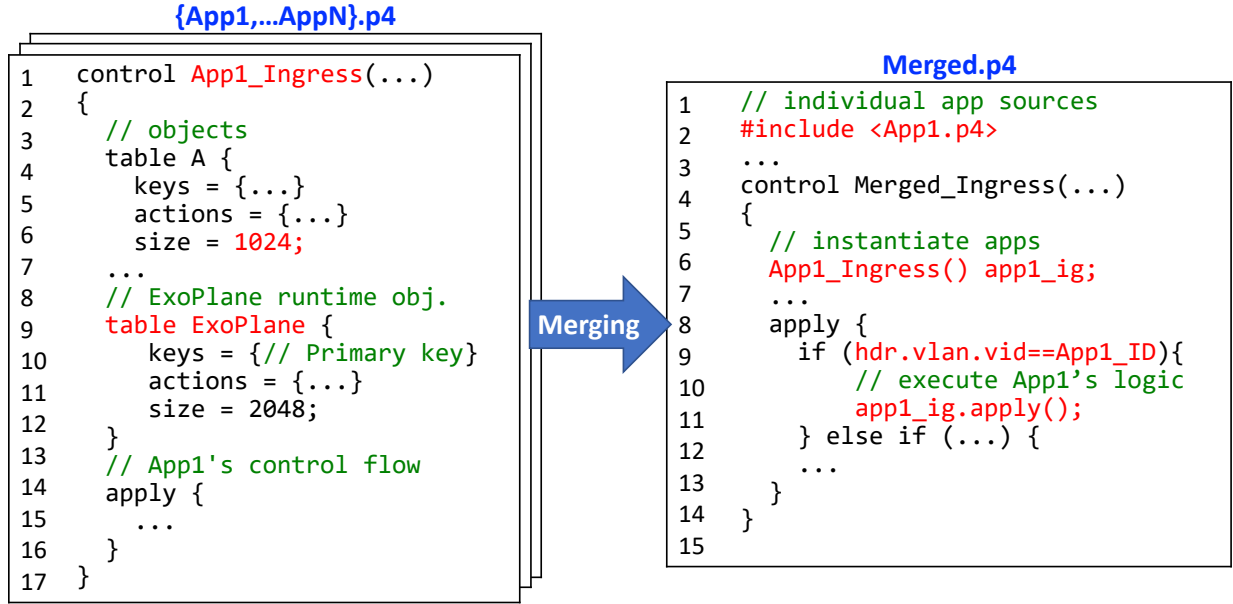 {App1,…AppN}.p4
1 control App1_Ingress(...)
2 {
3 // objects
4 table A {
5 keys = {...}
6 actions = {...}
7 size = 1024;
8 ...
9 // ExoPlane runtime obj.
10 table ExoPlane {
11 keys = {// Primary key}
12 actions = {...}
13 size = 2048;
14 }
15 // App1's control flow
16 apply {
17 ...
}
}
Merging
Merged.p4
1 // individual app sources
2 #include <App1.p4>
3 ...
4 control Merged_Ingress(...)
5 {
6 // instantiate apps
7 App1_Ingress() app1_ig;
8 ...
9 apply {
10 if (hdr.vlan.vid==App1_ID){
11 // execute App1’s logic
12 app1_ig.apply();
13 } else if (...) {
14 ...
15 }
}